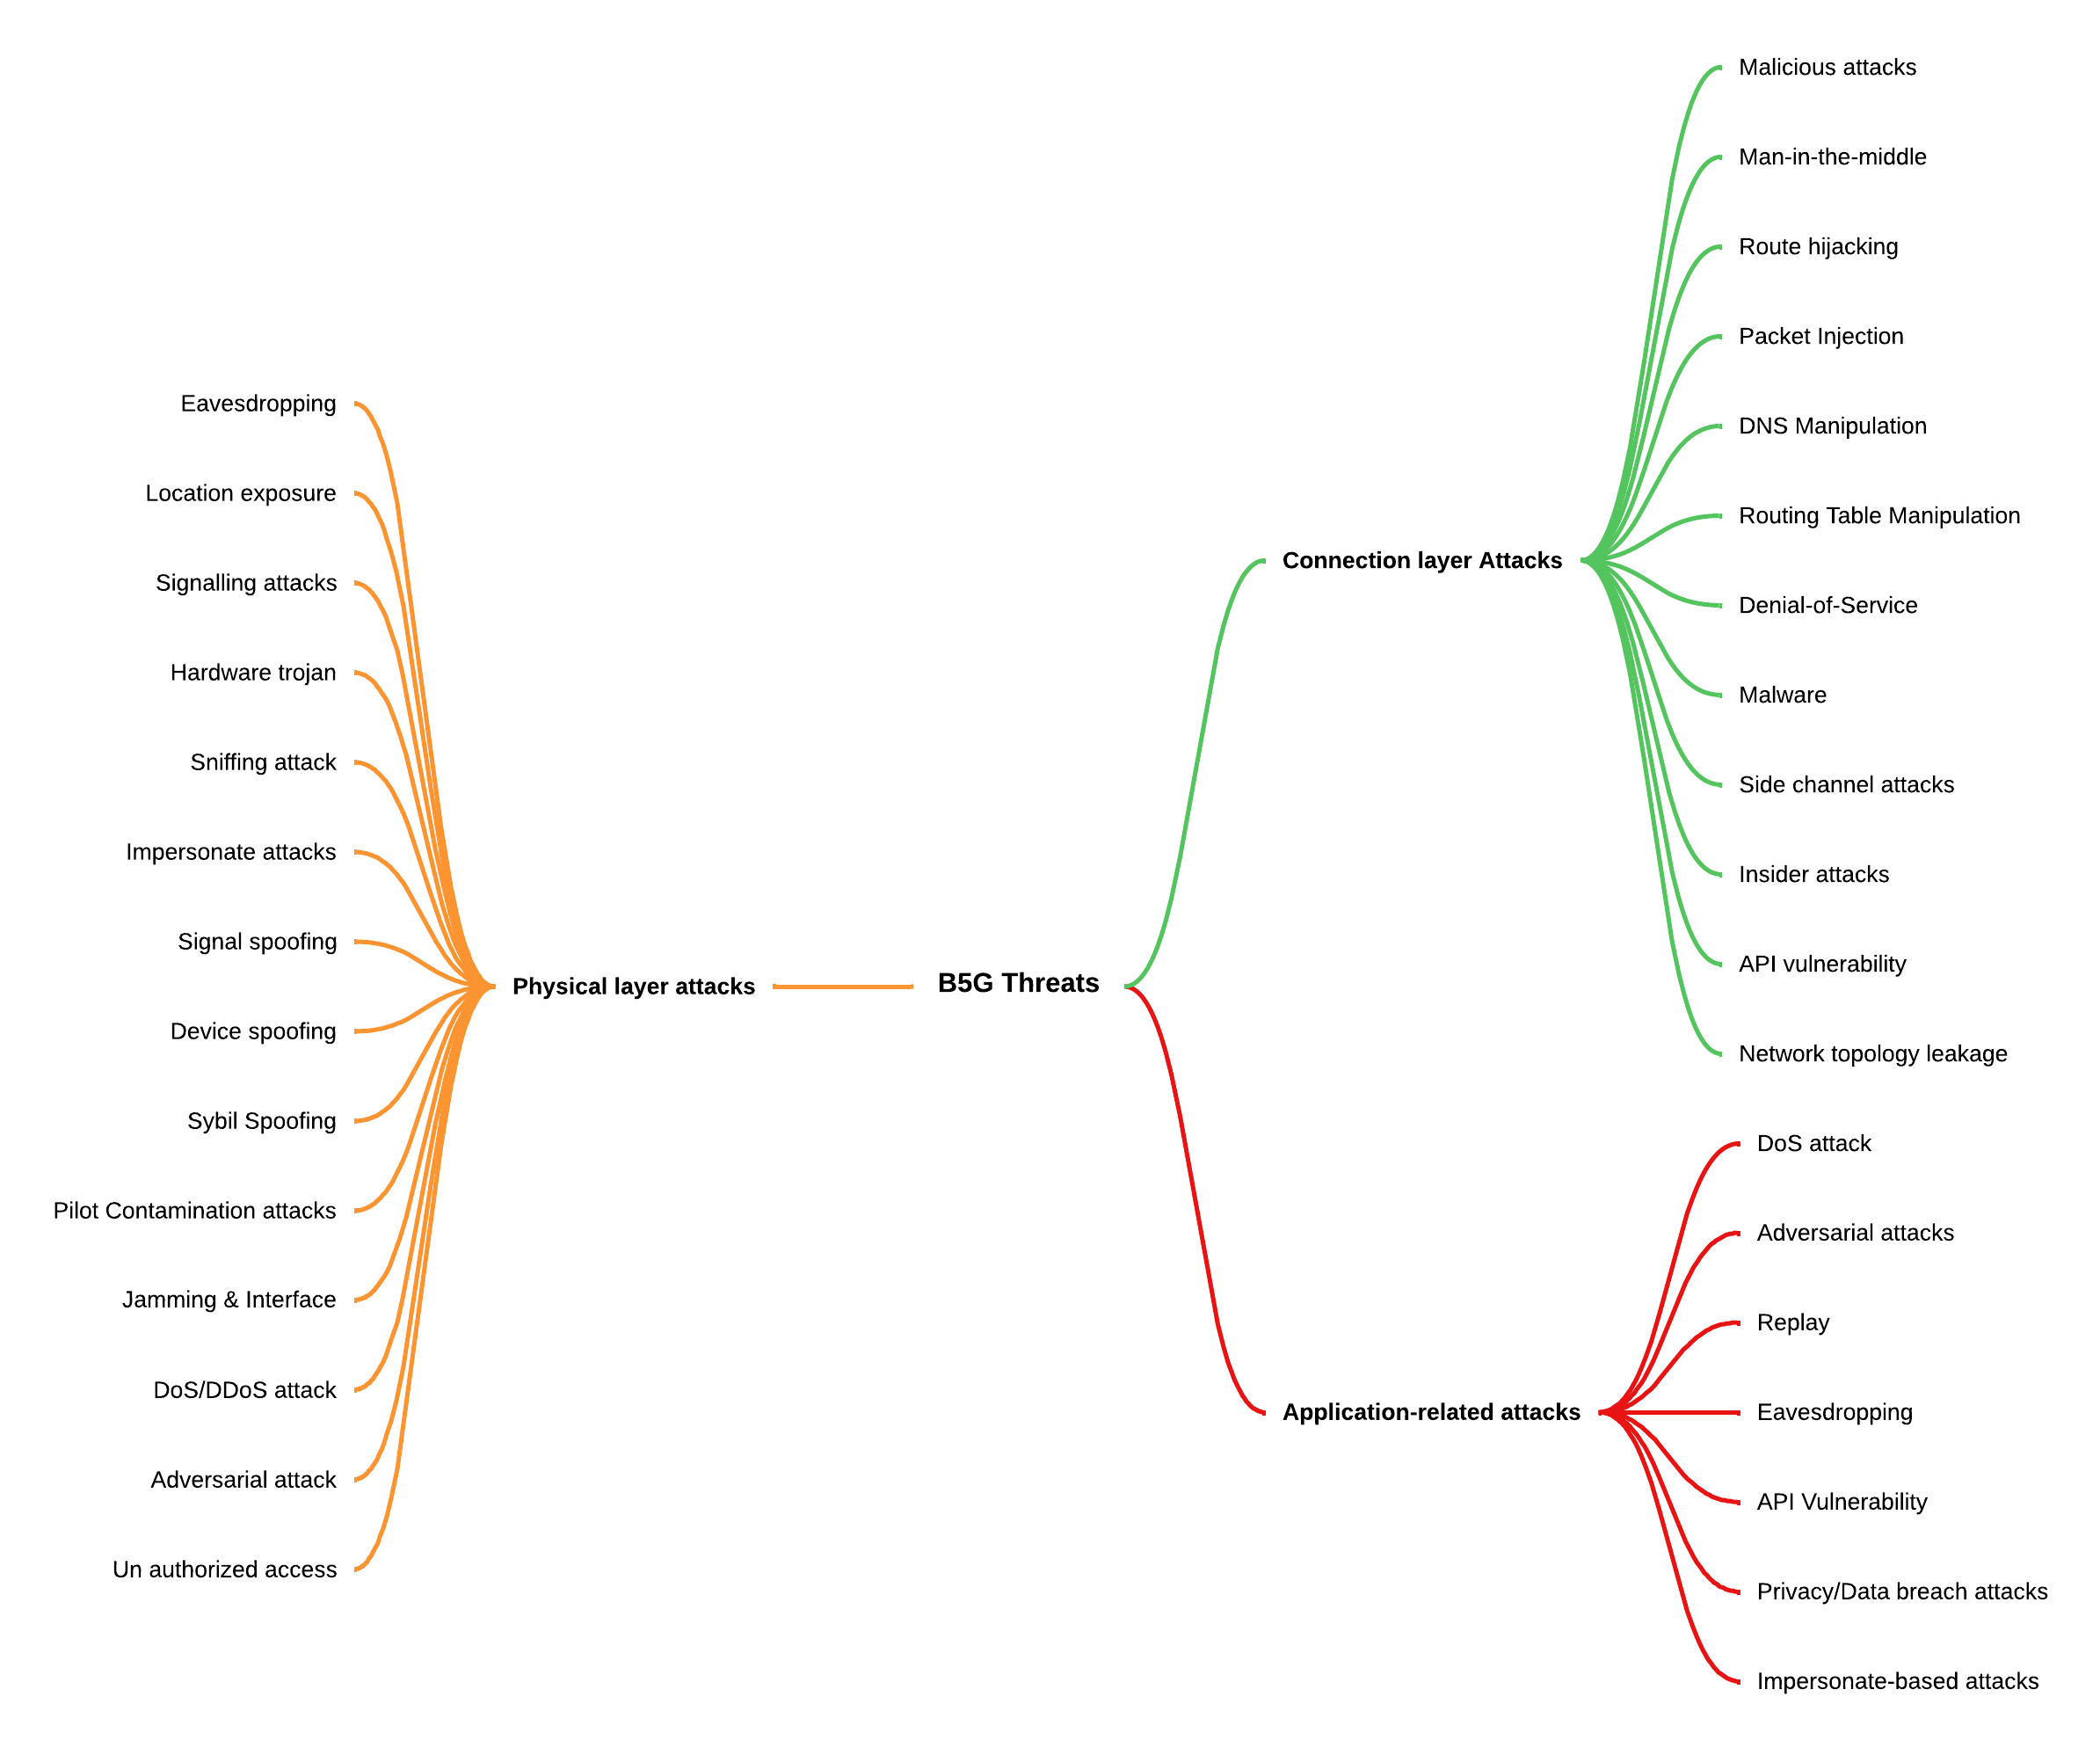 B5G Threats
Physical layer attacks
Eavesdropping
Location exposure
Signalling attacks
Hardware trojan
Sniffing attack
Impersonate attacks
Signal spoofing
Device spoofing
Sybil Spoofing
Pilot Contamination attacks
Jamming & Interface
DoS/DDoS attack
Adversarial attack
Un authorized access
Connection layer Attacks
Malicious attacks
Man-in-the-middle
Route hijacking
Packet Injection
DNS Manipulation
Routing Table Manipulation
Denial-of-Service
Malware
Side channel attacks
Insider attacks
API vulnerability
Network topology leakage
Application-related attacks
DoS attack
Adversarial attacks
Replay
Eavesdropping
API Vulnerability
Privacy/Data breach attacks
Impersonate-based attacks